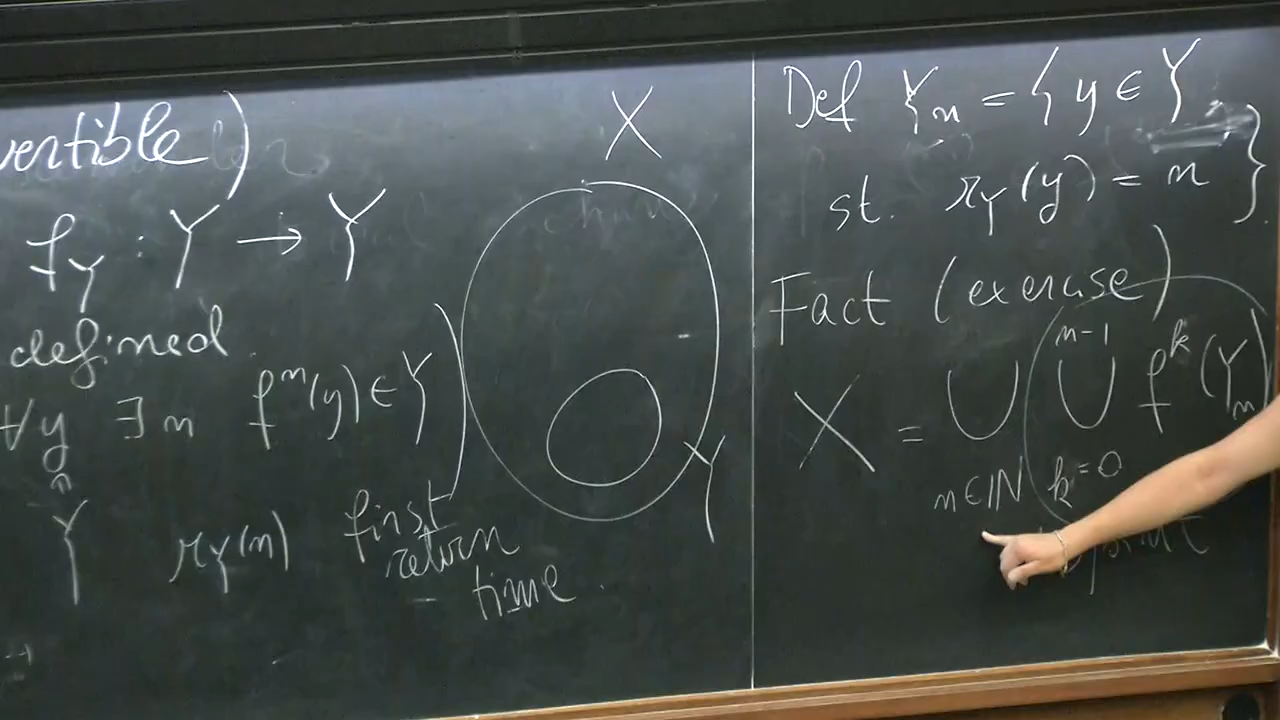 vertible)
f_Y : Y → Y
defined
∀y ∃ n f^n(y) ∈ Y
∩
Y r_Y(n) first
return
time.
X
Y
Def Y_n = { y ∈ Y
st. r_Y(y) = n }.
Fact (exercise)
X = ⋃_{n∈ℕ} ⋃_{k=0}^{n-1} f^k(Y_n)